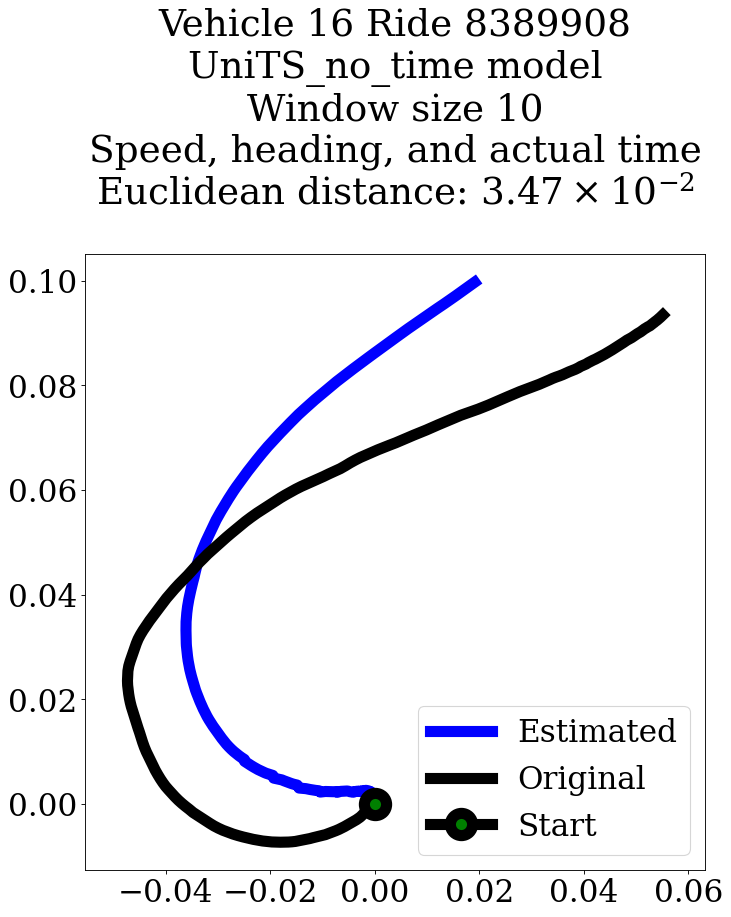 Vehicle 16 Ride 8389908
UniTS_no_time model
Window size 10
Speed, heading, and actual time
Euclidean distance: 3.47 × 10⁻²
0.10
0.08
0.06
0.04
0.02
0.00
Estimated
Original
Start
−0.04 −0.02 0.00 0.02 0.04 0.06